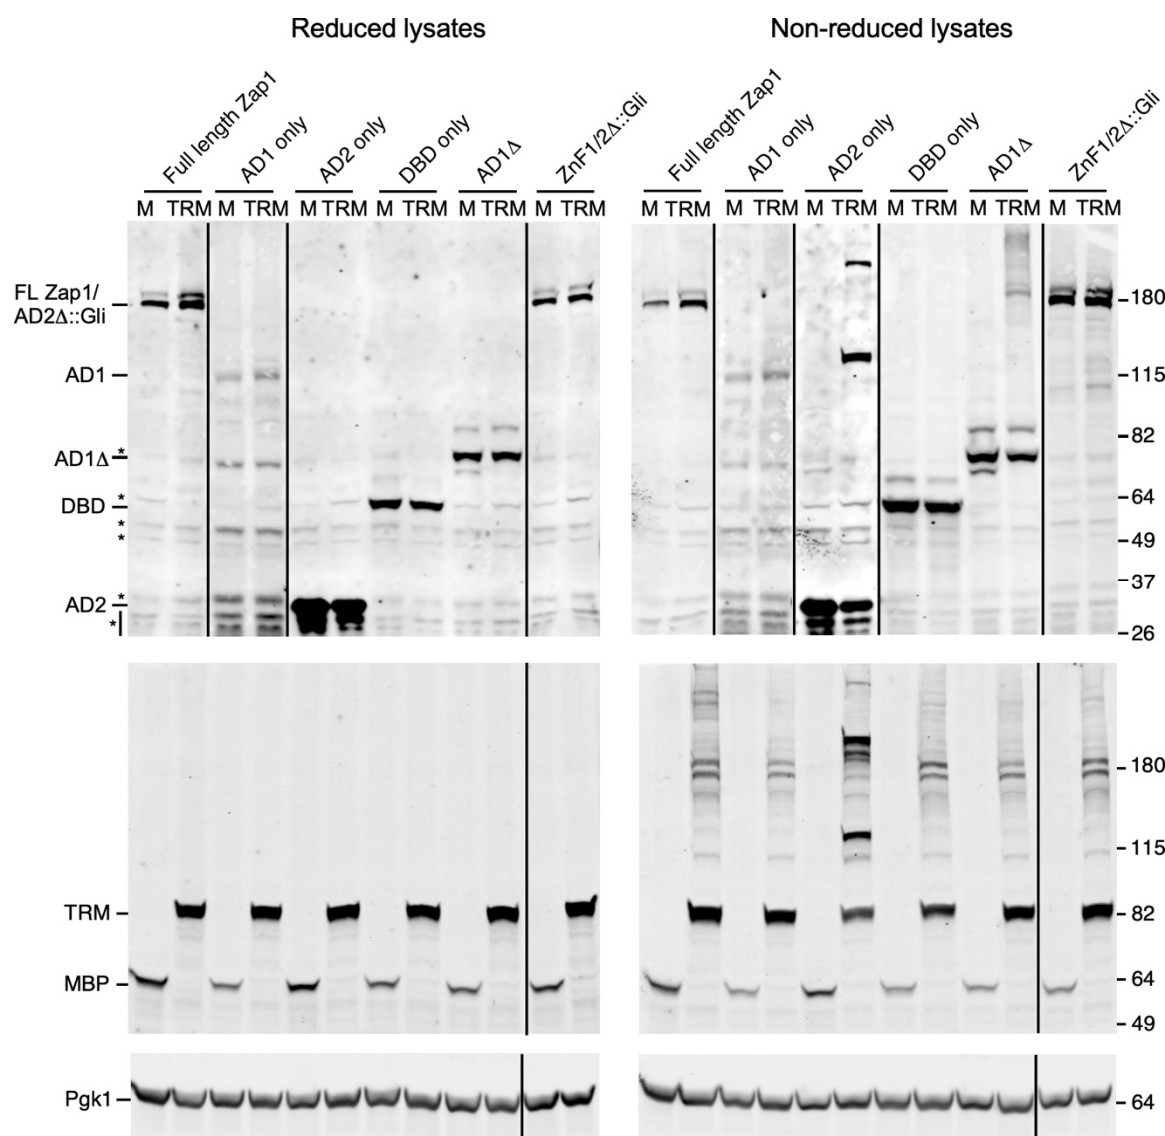 Reduced lysates
Non-reduced lysates
Full length Zap1
AD1 only
AD2 only
DBD only
AD1Δ
ZnF1/2Δ::Gli
Full length Zap1
AD1 only
AD2 only
DBD only
AD1Δ
ZnF1/2Δ::Gli
M TRM M TRM M TRM M TRM M TRM M TRM
M TRM M TRM M TRM M TRM M TRM M TRM
FL Zap1/
AD2Δ::Gli
AD1
*
AD1Δ
*
DBD
*
*
*
AD2
*
180
115
82
64
49
37
26
TRM
MBP
180
115
82
64
49
Pgk1
64